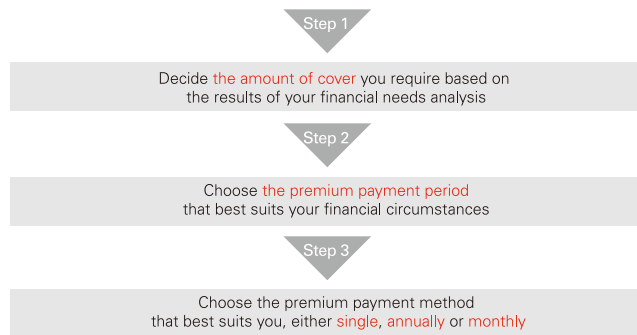 Step 1
Decide the amount of cover you require based on
the results of your financial needs analysis
Step 2
Choose the premium payment period
that best suits your financial circumstances
Step 3
Choose the premium payment method
that best suits you, either single, annually or monthly